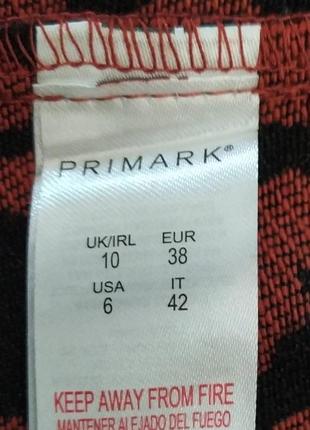 PRIMARK®
UK/IRL EUR
10 38
USA IT
6 42
KEEP AWAY FROM FIRE
MANTENER ALEJADO DEL FUEGO